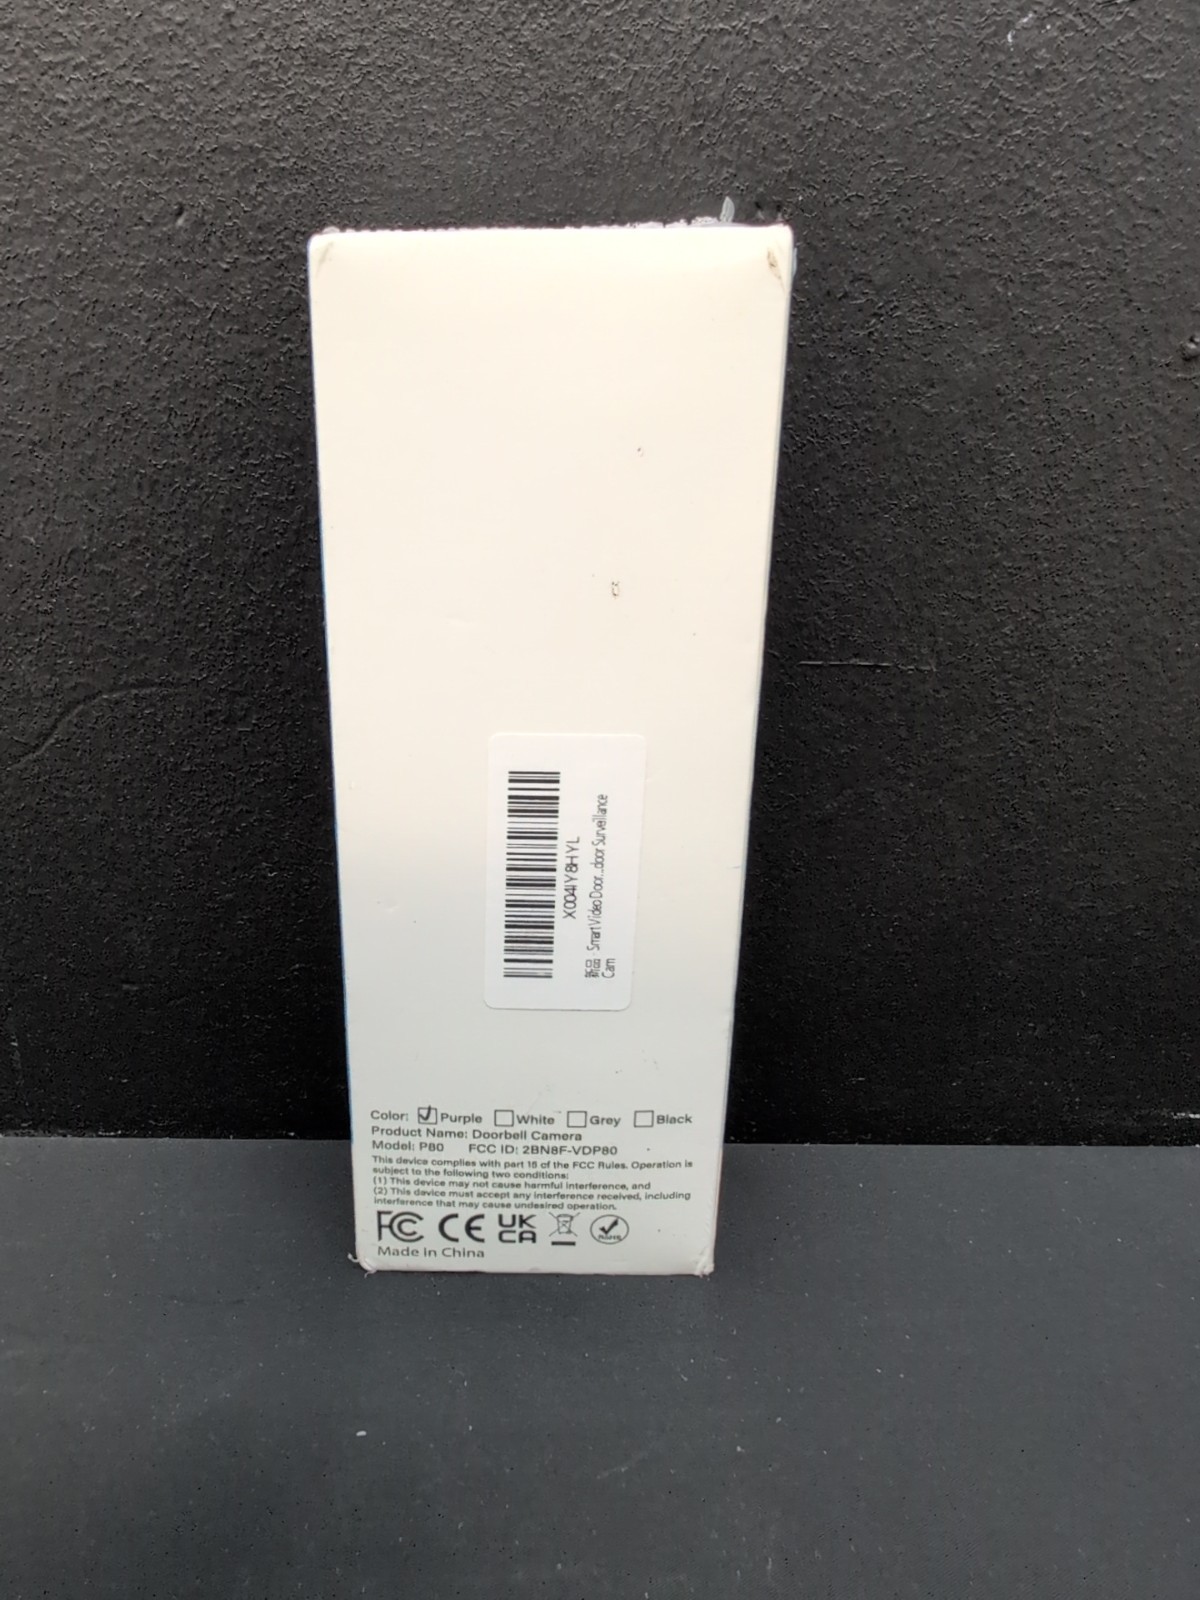 X004IY8HYL
新品 - Smart Video Door...door Surveillance
Cam
Color: Purple White Grey Black
Product Name: Doorbell Camera
Model: P80 FCC ID: 2BN8F-VDP80
This device complies with part 15 of the FCC Rules. Operation is
subject to the following two conditions:
(1) This device may not cause harmful interference, and
(2) This device must accept any interference received, including
interference that may cause undesired operation.
FC CE UK
CA
RoHS
Made in China